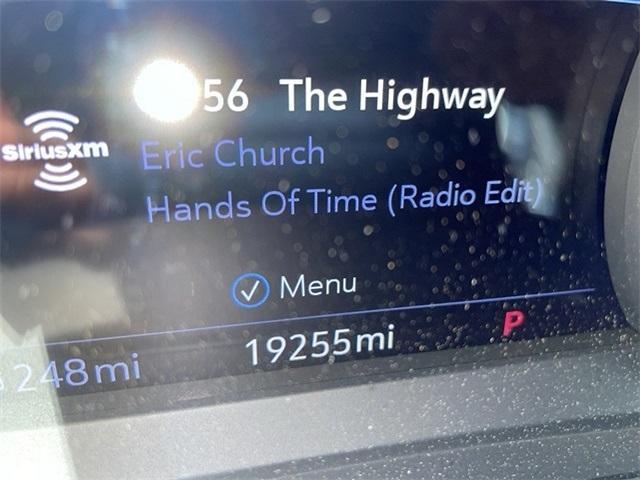 56 The Highway
SiriusXm
Eric Church
Hands Of Time (Radio Edit)
Menu
248mi 19255mi P